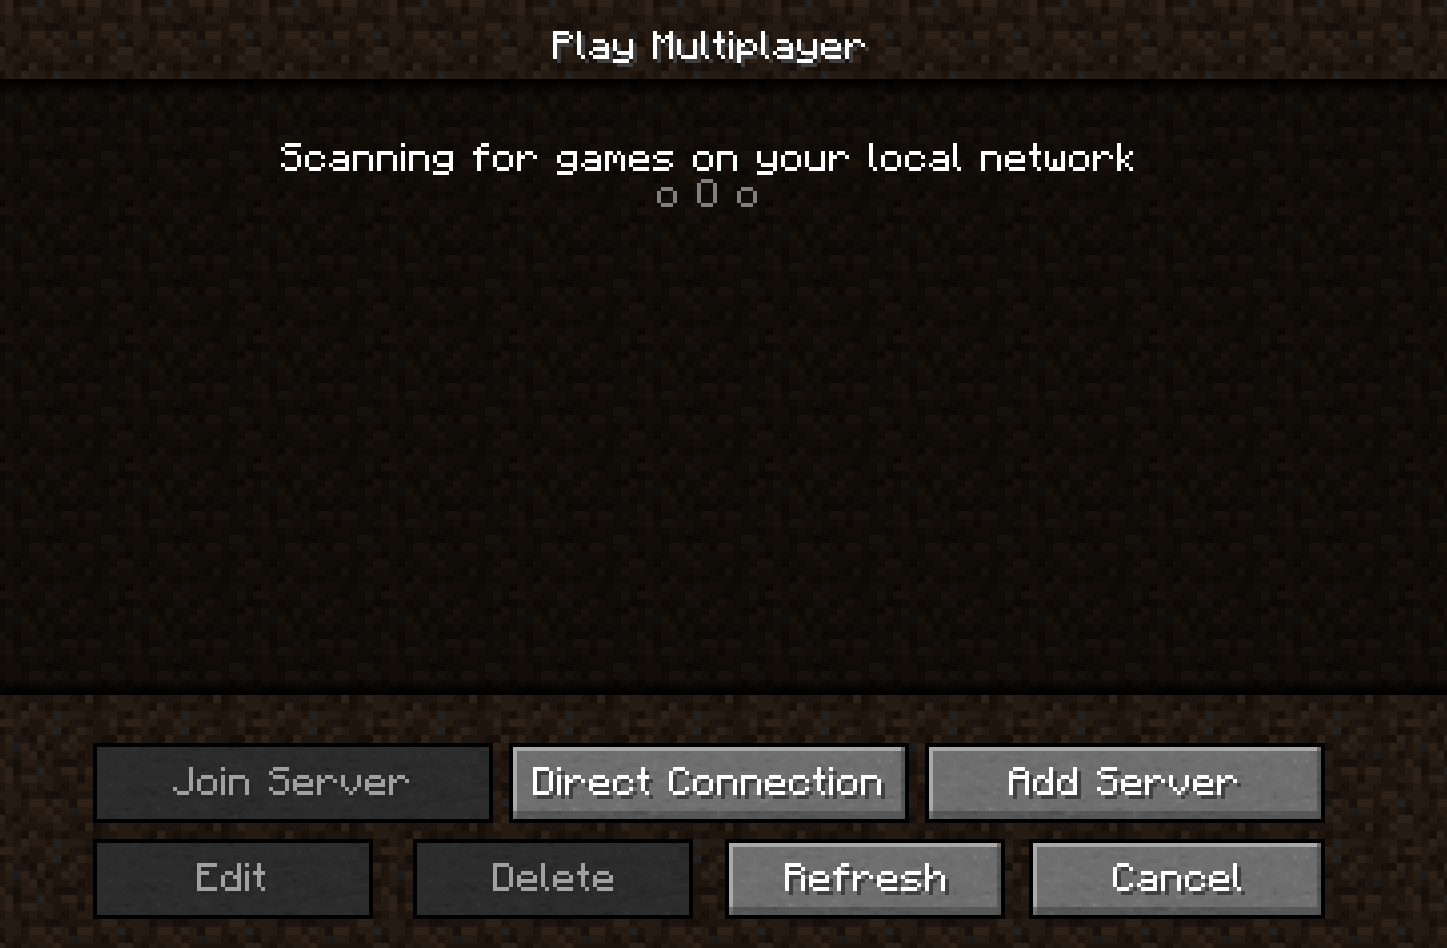 Play Multiplayer
Scanning for games on your local network
o O o
Join Server
Direct Connection
Add Server
Edit
Delete
Refresh
Cancel